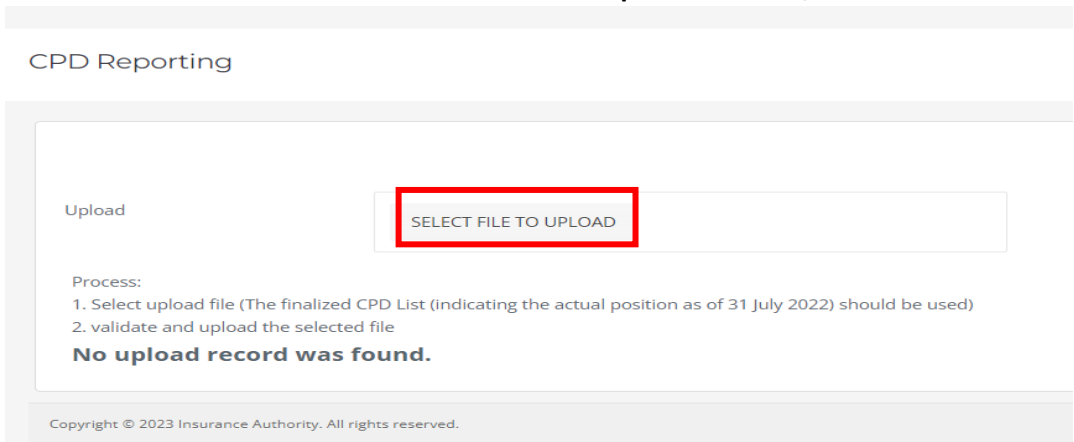 CPD Reporting
Upload
SELECT FILE TO UPLOAD
Process:
1. Select upload file (The finalized CPD List (indicating the actual position as of 31 July 2022) should be used)
2. validate and upload the selected file
No upload record was found.
Copyright © 2023 Insurance Authority. All rights reserved.